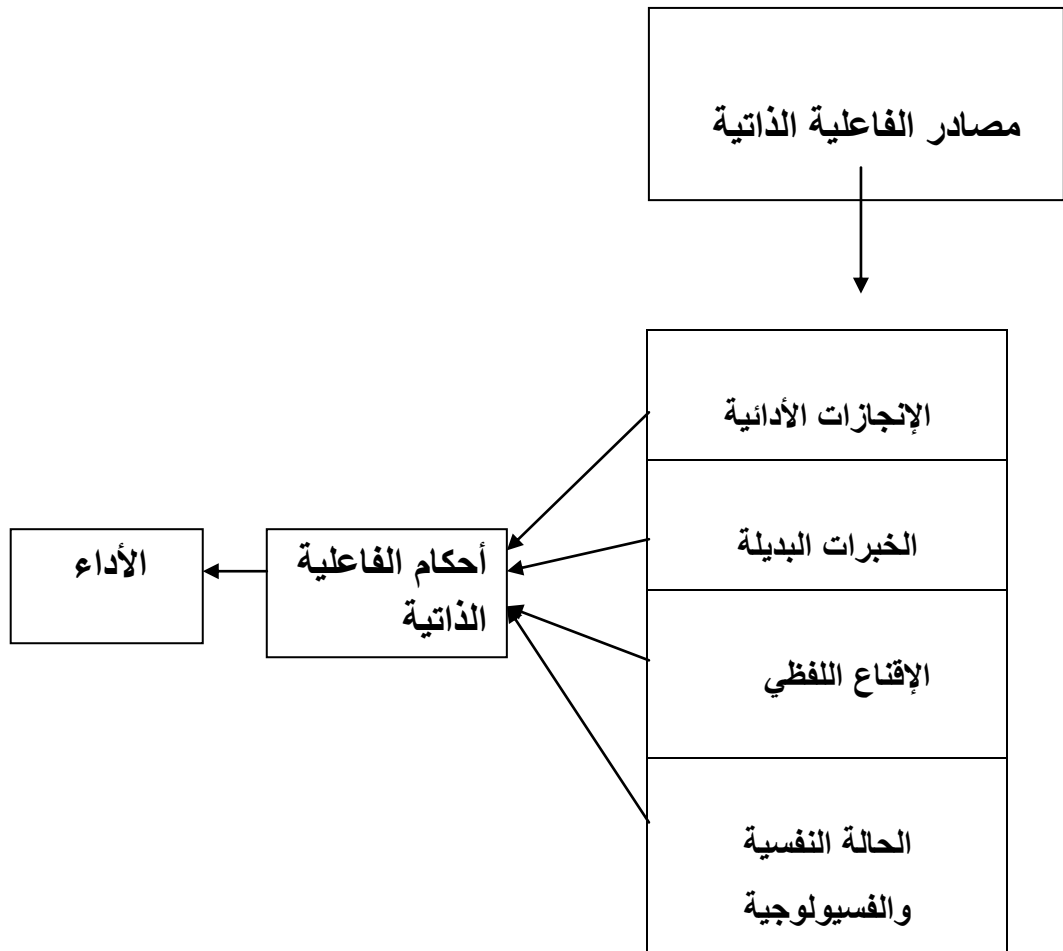 مصادر الفاعلية الذاتية
الإنجازات الأدائية
الخبرات البديلة
الإقناع اللفظي
الحالة النفسية
والفسيولوجية
أحكام الفاعلية
الذاتية
الأداء